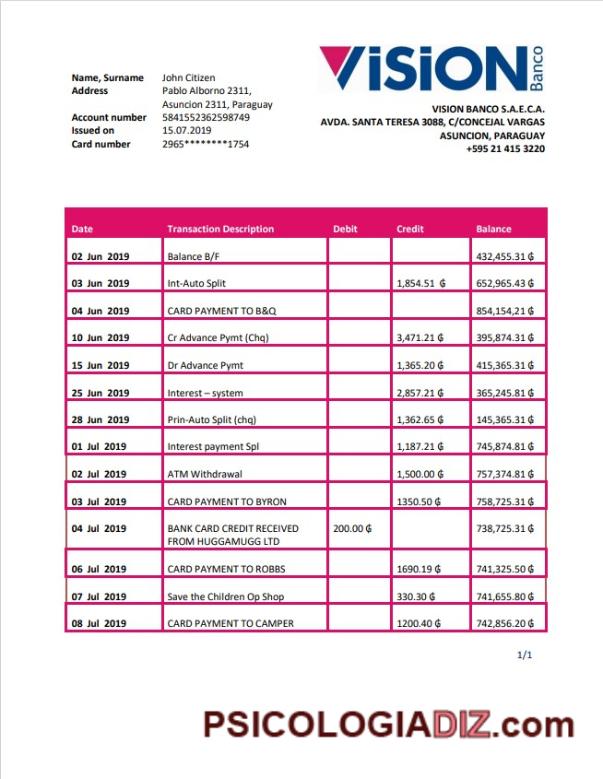 ViSiON Banco
Name, Surname John Citizen
Address Pablo Alborno 2311,
Asuncion 2311, Paraguay
Account number 5841552362598749
Issued on 15.07.2019
Card number 2965********1754
VISION BANCO S.A.E.C.A.
AVDA. SANTA TERESA 3088, C/CONCEJAL VARGAS
ASUNCION, PARAGUAY
+595 21 415 3220
Date Transaction Description Debit Credit Balance
02 Jun 2019 Balance B/F 432,455.31 ₲
03 Jun 2019 Int-Auto Split 1,854.51 ₲ 652,965.43 ₲
04 Jun 2019 CARD PAYMENT TO B&Q 854,154,21 ₲
10 Jun 2019 Cr Advance Pymt (Chq) 3,471.21 ₲ 395,874.31 ₲
15 Jun 2019 Dr Advance Pymt 1,365.20 ₲ 415,365.31 ₲
25 Jun 2019 Interest – system 2,857.21 ₲ 365,245.81 ₲
28 Jun 2019 Prin-Auto Split (chq) 1,362.65 ₲ 145,365.31 ₲
01 Jul 2019 Interest payment Spl 1,187.21 ₲ 745,874.81 ₲
02 Jul 2019 ATM Withdrawal 1,500.00 ₲ 757,374.81 ₲
03 Jul 2019 CARD PAYMENT TO BYRON 1350.50 ₲ 758,725.31 ₲
04 Jul 2019 BANK CARD CREDIT RECEIVED 200.00 ₲ 738,725.31 ₲
FROM HUGGAMUGG LTD
06 Jul 2019 CARD PAYMENT TO ROBBS 1690.19 ₲ 741,325.50 ₲
07 Jul 2019 Save the Children Op Shop 330.30 ₲ 741,655.80 ₲
08 Jul 2019 CARD PAYMENT TO CAMPER 1200.40 ₲ 742,856.20 ₲
1/1
PSICOLOGIADIZ.com